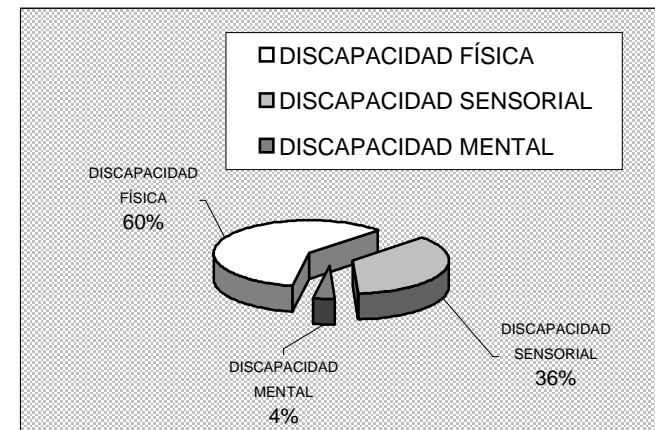 DISCAPACIDAD FÍSICA
DISCAPACIDAD SENSORIAL
DISCAPACIDAD MENTAL
DISCAPACIDAD
FÍSICA
60%
DISCAPACIDAD
SENSORIAL
36%
DISCAPACIDAD
MENTAL
4%